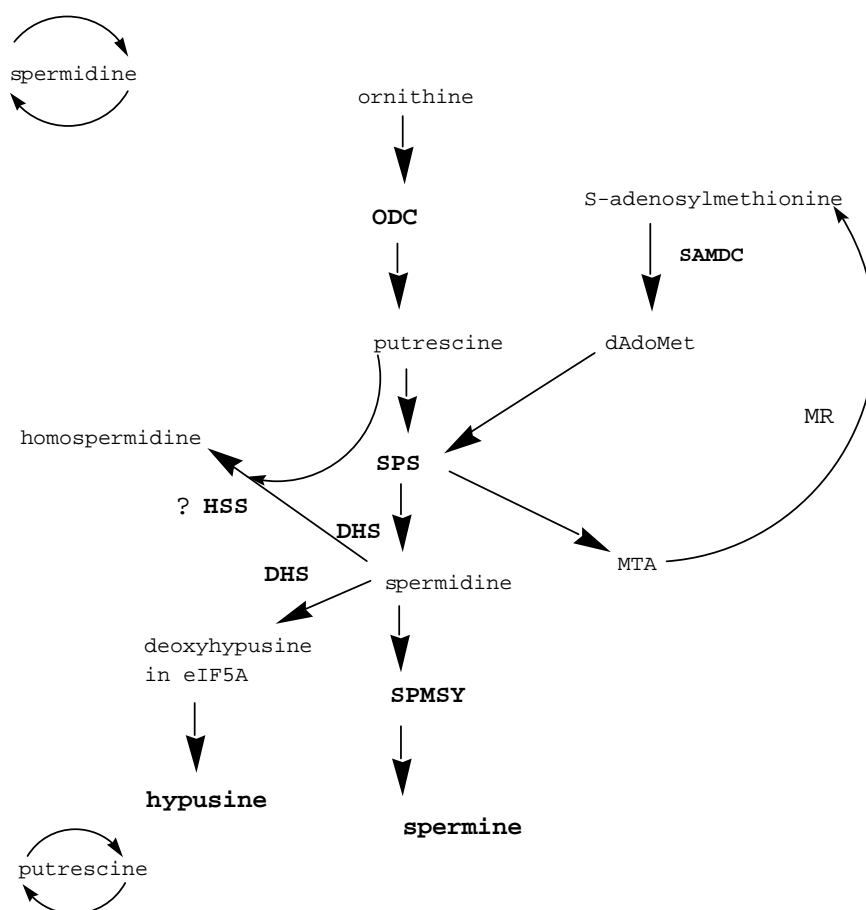 spermidine
ornithine
S-adenosylmethionine
ODC
SAMDC
putrescine
dAdoMet
MR
homospermidine
SPS
? HSS
DHS
MTA
DHS
spermidine
deoxyhypusine
in eIF5A
SPMSY
hypusine
spermine
putrescine